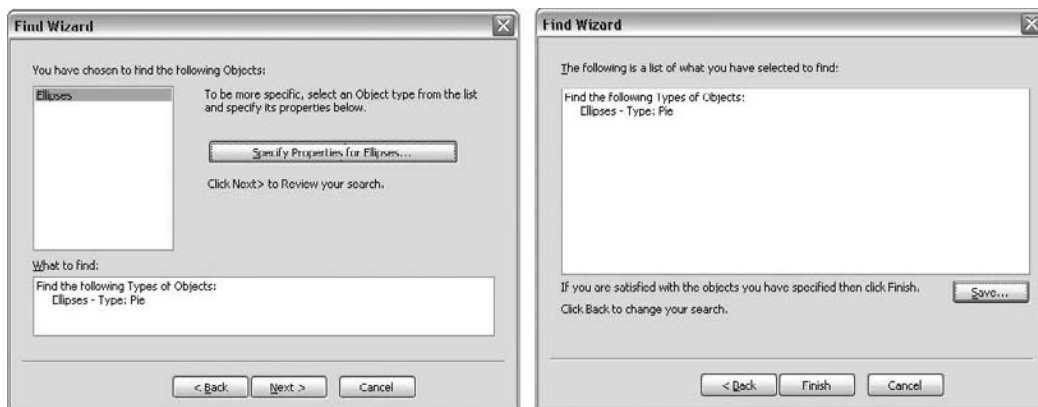 Find Wizard
You have chosen to find the following Objects:
Ellipses
To be more specific, select an Object type from the list
and specify its properties below.
Specify Properties for Ellipses...
Click Next> to Review your search.
What to find:
Find the following Types of Objects:
Ellipses - Type: Pie
< Back
Next >
Cancel
Find Wizard
The following is a list of what you have selected to find:
Find the following Types of Objects:
Ellipses - Type: Pie
If you are satisfied with the objects you have specified then click Finish.
Save...
Click Back to change your search.
< Back
Finish
Cancel